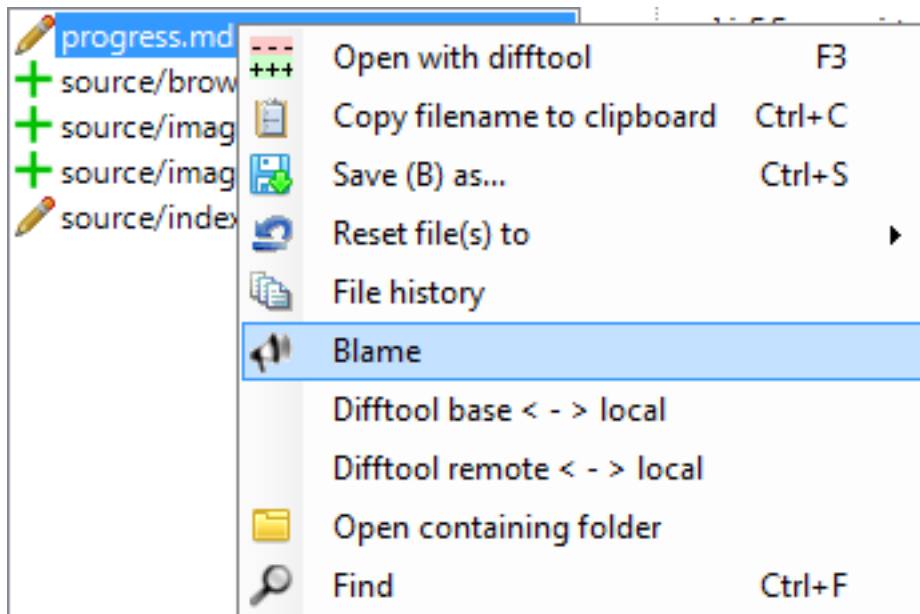 progress.md
source/brow
source/imag
source/imag
source/index
Open with difftool F3
Copy filename to clipboard Ctrl+C
Save (B) as... Ctrl+S
Reset file(s) to
File history
Blame
Difftool base < - > local
Difftool remote < - > local
Open containing folder
Find Ctrl+F